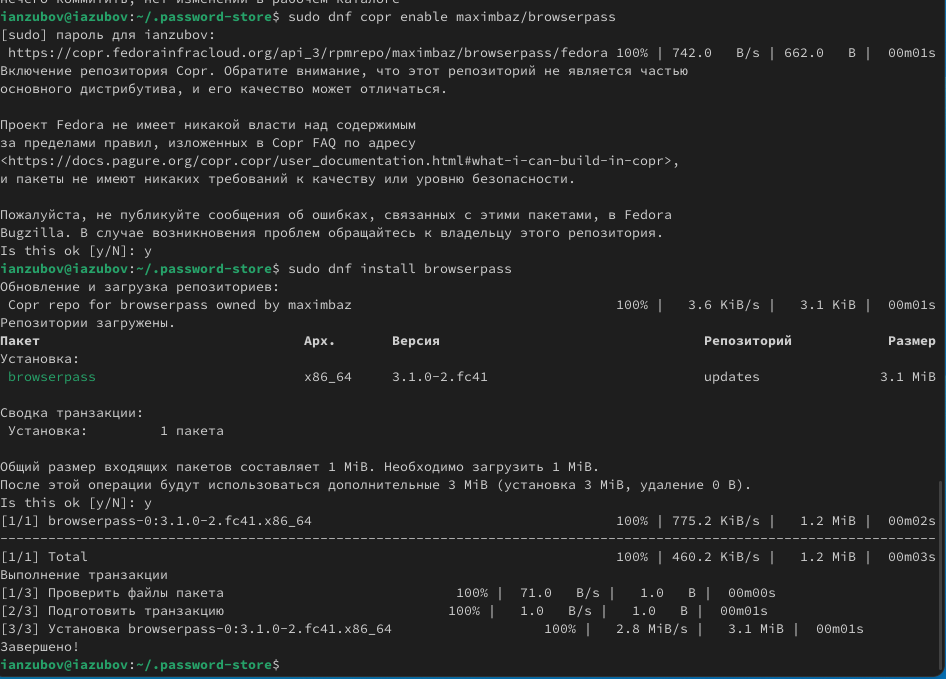 нечего коммитить, нет изменений в рабочем каталоге
ianzubov@iazubov:~/.password-store$ sudo dnf copr enable maximbaz/browserpass
[sudo] пароль для ianzubov:
https://copr.fedorainfracloud.org/api_3/rpmrepo/maximbaz/browserpass/fedora 100% | 742.0 B/s | 662.0 B | 00m01s
Включение репозитория Copr. Обратите внимание, что этот репозиторий не является частью
основного дистрибутива, и его качество может отличаться.
Проект Fedora не имеет никакой власти над содержимым
за пределами правил, изложенных в Copr FAQ по адресу
<https://docs.pagure.org/copr.copr/user_documentation.html#what-i-can-build-in-copr>,
и пакеты не имеют никаких требований к качеству или уровню безопасности.
Пожалуйста, не публикуйте сообщения об ошибках, связанных с этими пакетами, в Fedora
Bugzilla. В случае возникновения проблем обращайтесь к владельцу этого репозитория.
Is this ok [y/N]: y
ianzubov@iazubov:~/.password-store$ sudo dnf install browserpass
Обновление и загрузка репозиториев:
Copr repo for browserpass owned by maximbaz 100% | 3.6 KiB/s | 3.1 KiB | 00m01s
Репозитории загружены.
Пакет Арх. Версия Репозиторий Размер
Установка:
browserpass x86_64 3.1.0-2.fc41 updates 3.1 MiB
Сводка транзакции:
Установка: 1 пакета
Общий размер входящих пакетов составляет 1 MiB. Необходимо загрузить 1 MiB.
После этой операции будут использоваться дополнительные 3 MiB (установка 3 MiB, удаление 0 B).
Is this ok [y/N]: y
[1/1] browserpass-0:3.1.0-2.fc41.x86_64 100% | 775.2 KiB/s | 1.2 MiB | 00m02s
--------------------------------------------------------------------------------
[1/1] Total 100% | 460.2 KiB/s | 1.2 MiB | 00m03s
Выполнение транзакции
[1/3] Проверить файлы пакета 100% | 71.0 B/s | 1.0 B | 00m00s
[2/3] Подготовить транзакцию 100% | 1.0 B/s | 1.0 B | 00m01s
[3/3] Установка browserpass-0:3.1.0-2.fc41.x86_64 100% | 2.8 MiB/s | 3.1 MiB | 00m01s
Завершено!
ianzubov@iazubov:~/.password-store$